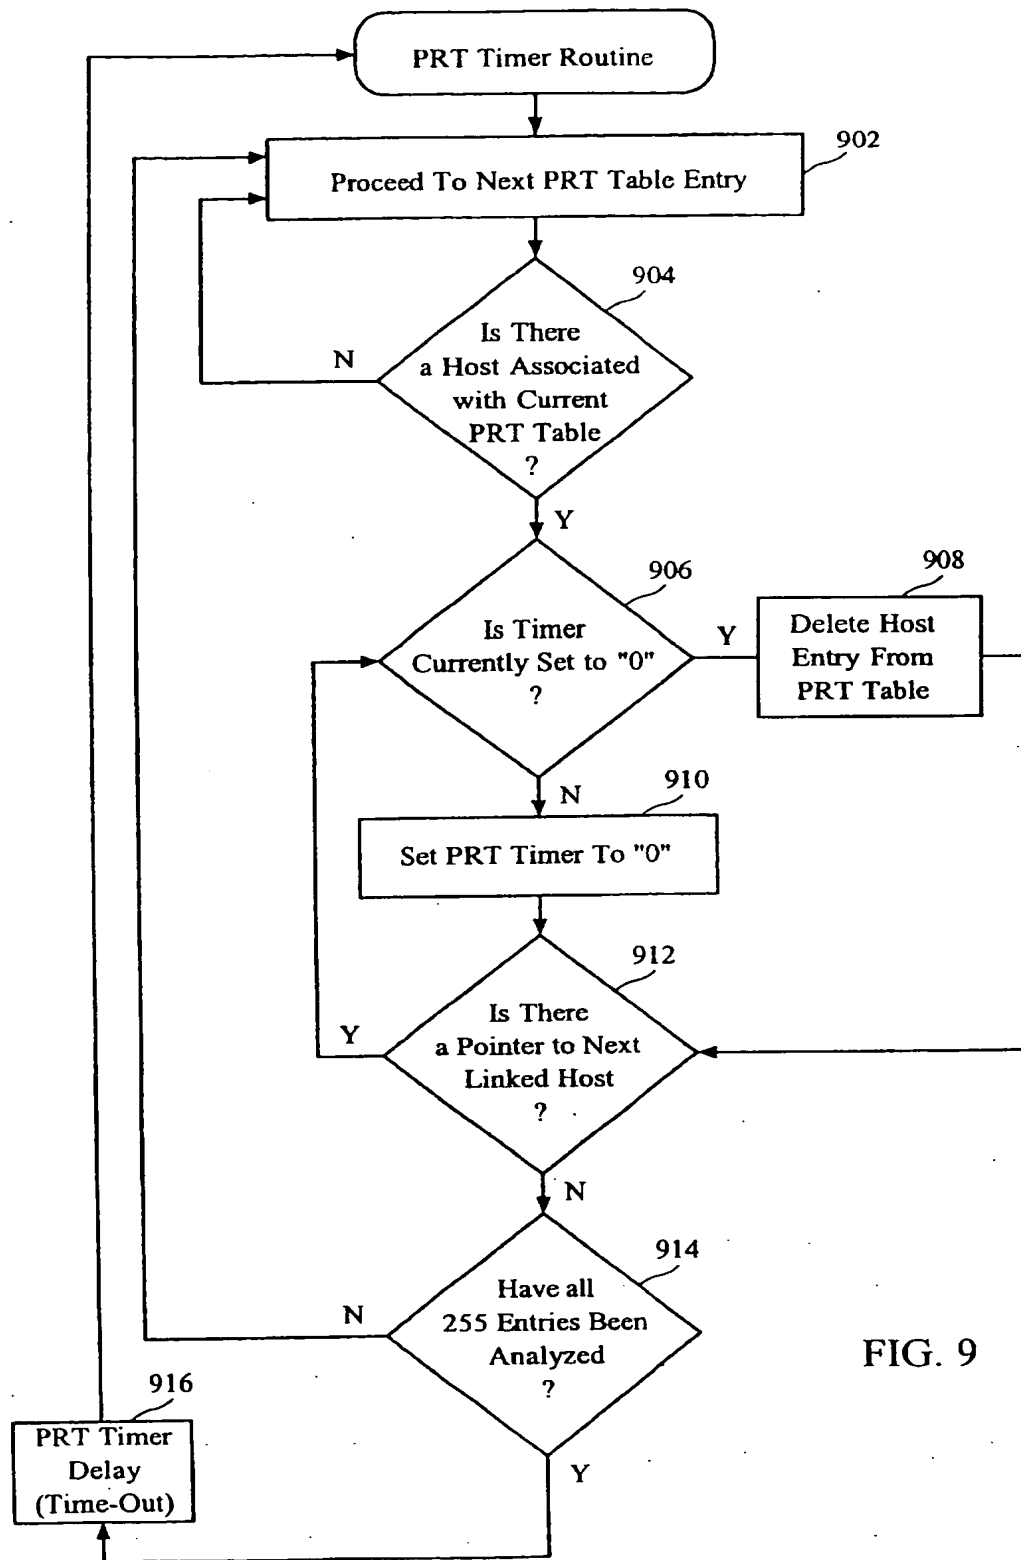 PRT Timer Routine
902
Proceed To Next PRT Table Entry
904
Is There
a Host Associated
with Current
PRT Table
?
N
Y
906
Is Timer
Currently Set to "0"
?
Y
908
Delete Host
Entry From
PRT Table
N
910
Set PRT Timer To "0"
912
Is There
a Pointer to Next
Linked Host
?
Y
N
914
Have all
255 Entries Been
Analyzed
?
N
Y
916
PRT Timer
Delay
(Time-Out)
FIG. 9